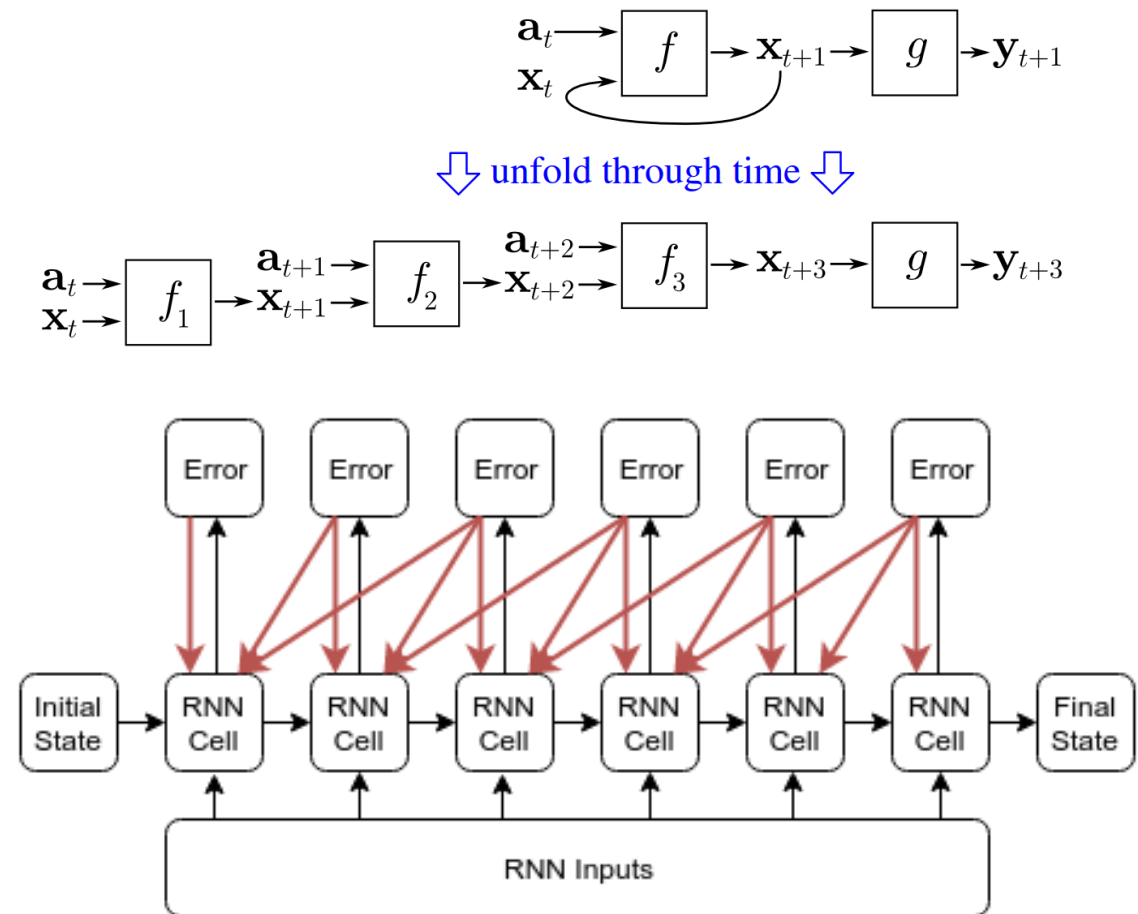 a_t f x_{t+1} g y_{t+1}
x_t
unfold through time
a_t f_1 a_{t+1} f_2 a_{t+2} f_3 x_{t+3} g y_{t+3}
x_t x_{t+1} x_{t+2}
Error Error Error Error Error Error
Initial State RNN Cell RNN Cell RNN Cell RNN Cell RNN Cell RNN Cell Final State
RNN Inputs